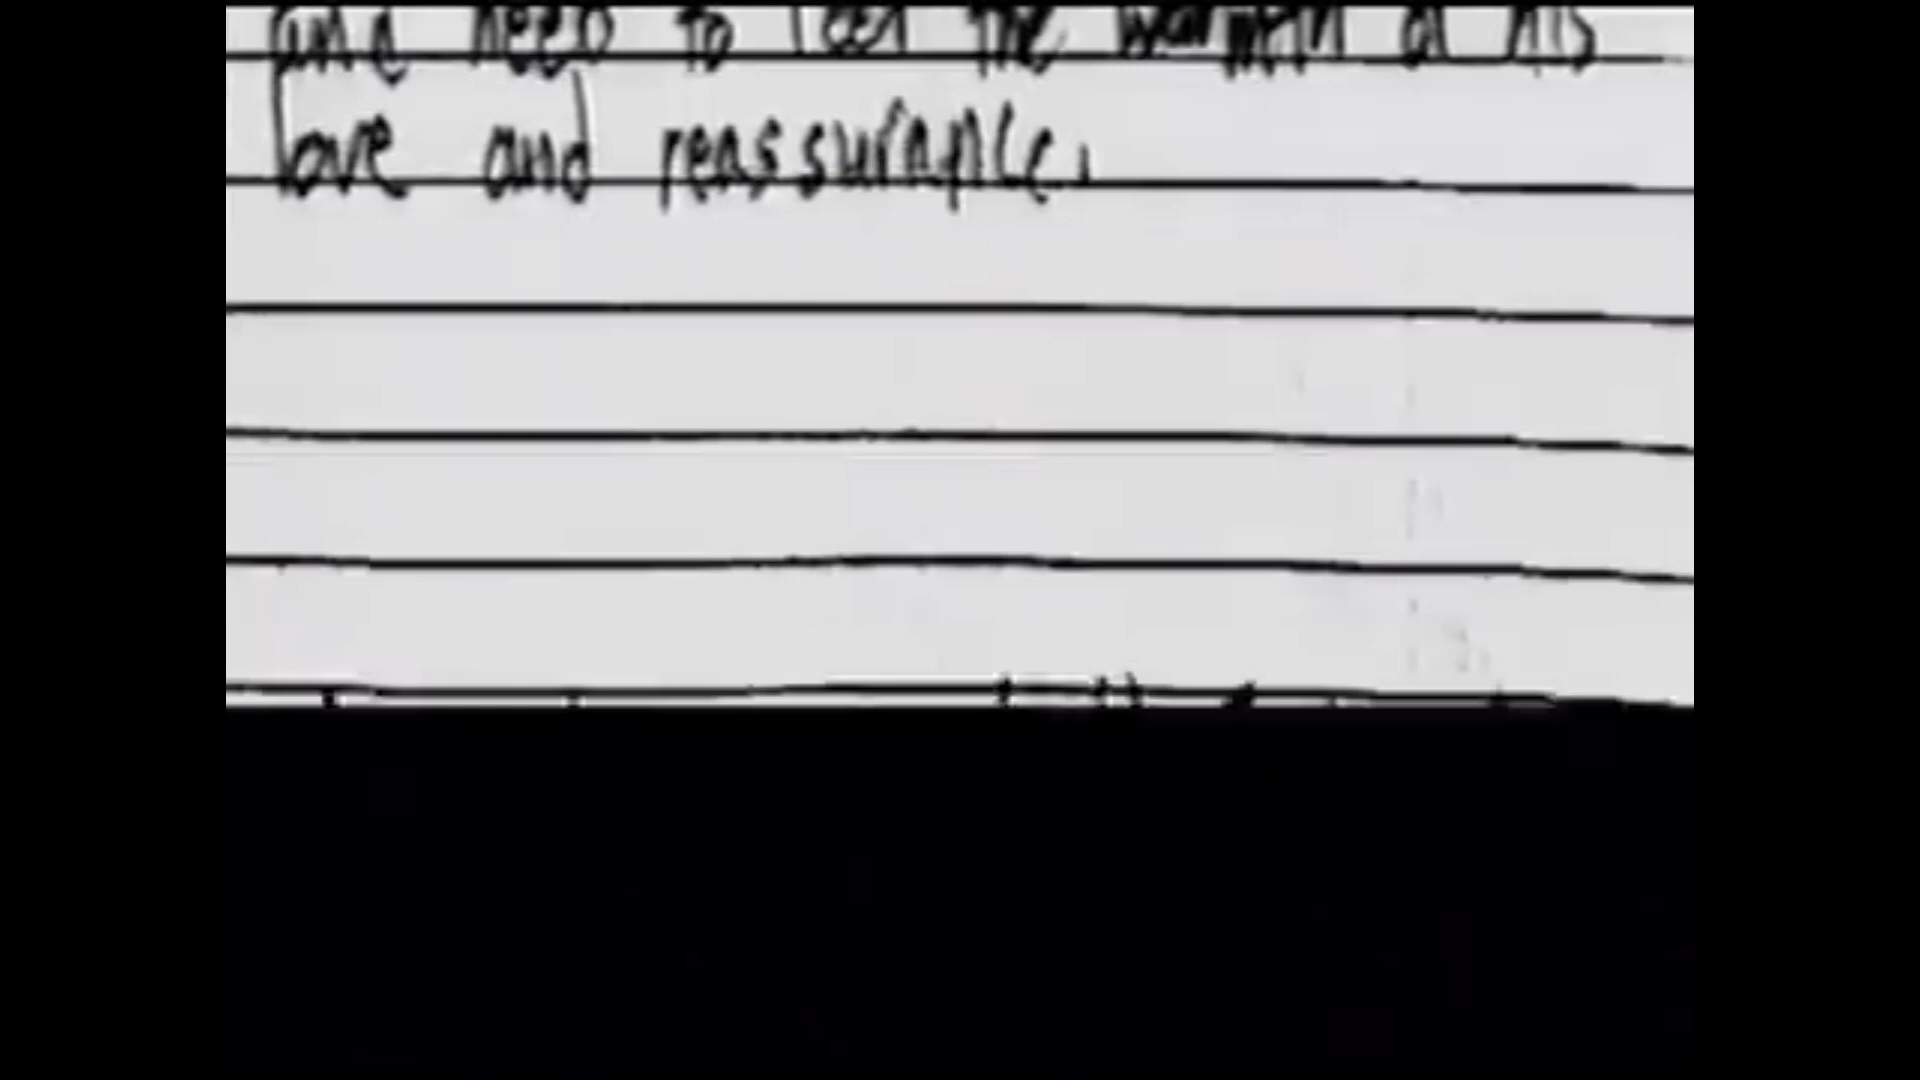 and need to feel the warmth of his
love and reassurance.